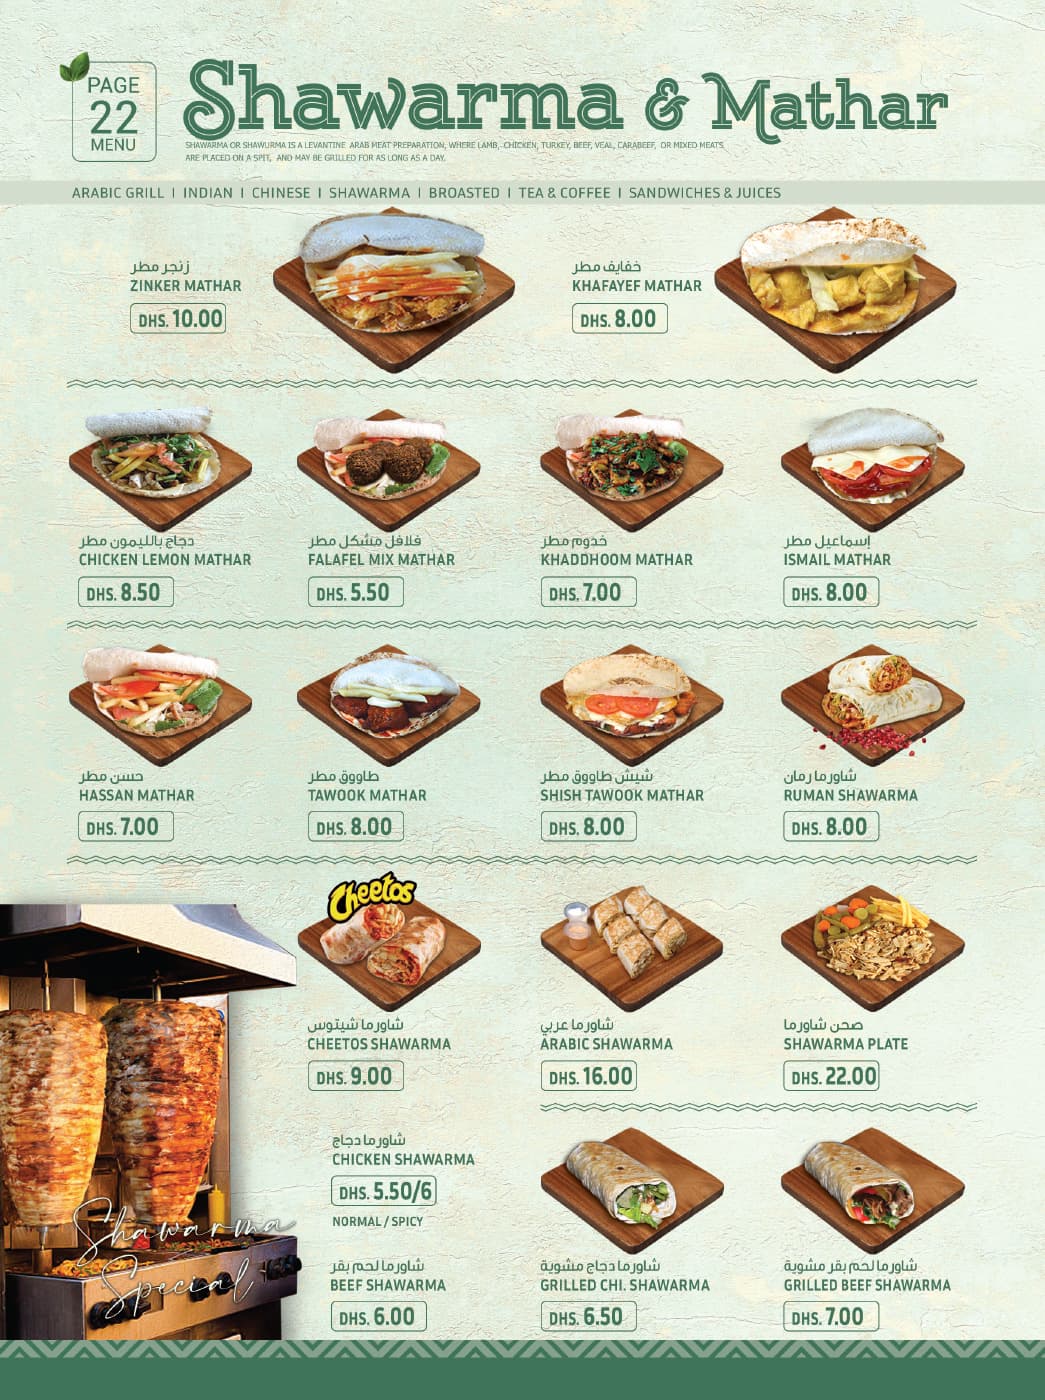 PAGE
22
MENU
Shawarma & Mathar
SHAWARMA OR SHAWURMA IS A LEVANTINE ARAB MEAT PREPARATION, WHERE LAMB, CHICKEN, TURKEY, BEEF, VEAL, CARABEEF, OR MIXED MEATS
ARE PLACED ON A SPIT, AND MAY BE GRILLED FOR AS LONG AS A DAY.
ARABIC GRILL | INDIAN | CHINESE | SHAWARMA | BROASTED | TEA & COFFEE | SANDWICHES & JUICES
زنجر مطر
ZINKER MATHAR
DHS. 10.00
خفايف مطر
KHAFAYEF MATHAR
DHS. 8.00
دجاج بالليمون مطر
CHICKEN LEMON MATHAR
DHS. 8.50
فلافل مشكل مطر
FALAFEL MIX MATHAR
DHS. 5.50
خدوم مطر
KHADDHOOM MATHAR
DHS. 7.00
إسماعيل مطر
ISMAIL MATHAR
DHS. 8.00
حسن مطر
HASSAN MATHAR
DHS. 7.00
طاووق مطر
TAWOOK MATHAR
DHS. 8.00
شيش طاووق مطر
SHISH TAWOOK MATHAR
DHS. 8.00
شاورما رمان
RUMAN SHAWARMA
DHS. 8.00
Cheetos
شاورما شيتوس
CHEETOS SHAWARMA
DHS. 9.00
شاورما عربي
ARABIC SHAWARMA
DHS. 16.00
صحن شاورما
SHAWARMA PLATE
DHS. 22.00
Shawarma
Special
شاورما دجاج
CHICKEN SHAWARMA
DHS. 5.50/6
NORMAL / SPICY
شاورما لحم بقر
BEEF SHAWARMA
DHS. 6.00
شاورما دجاج مشوية
GRILLED CHI. SHAWARMA
DHS. 6.50
شاورما لحم بقر مشوية
GRILLED BEEF SHAWARMA
DHS. 7.00